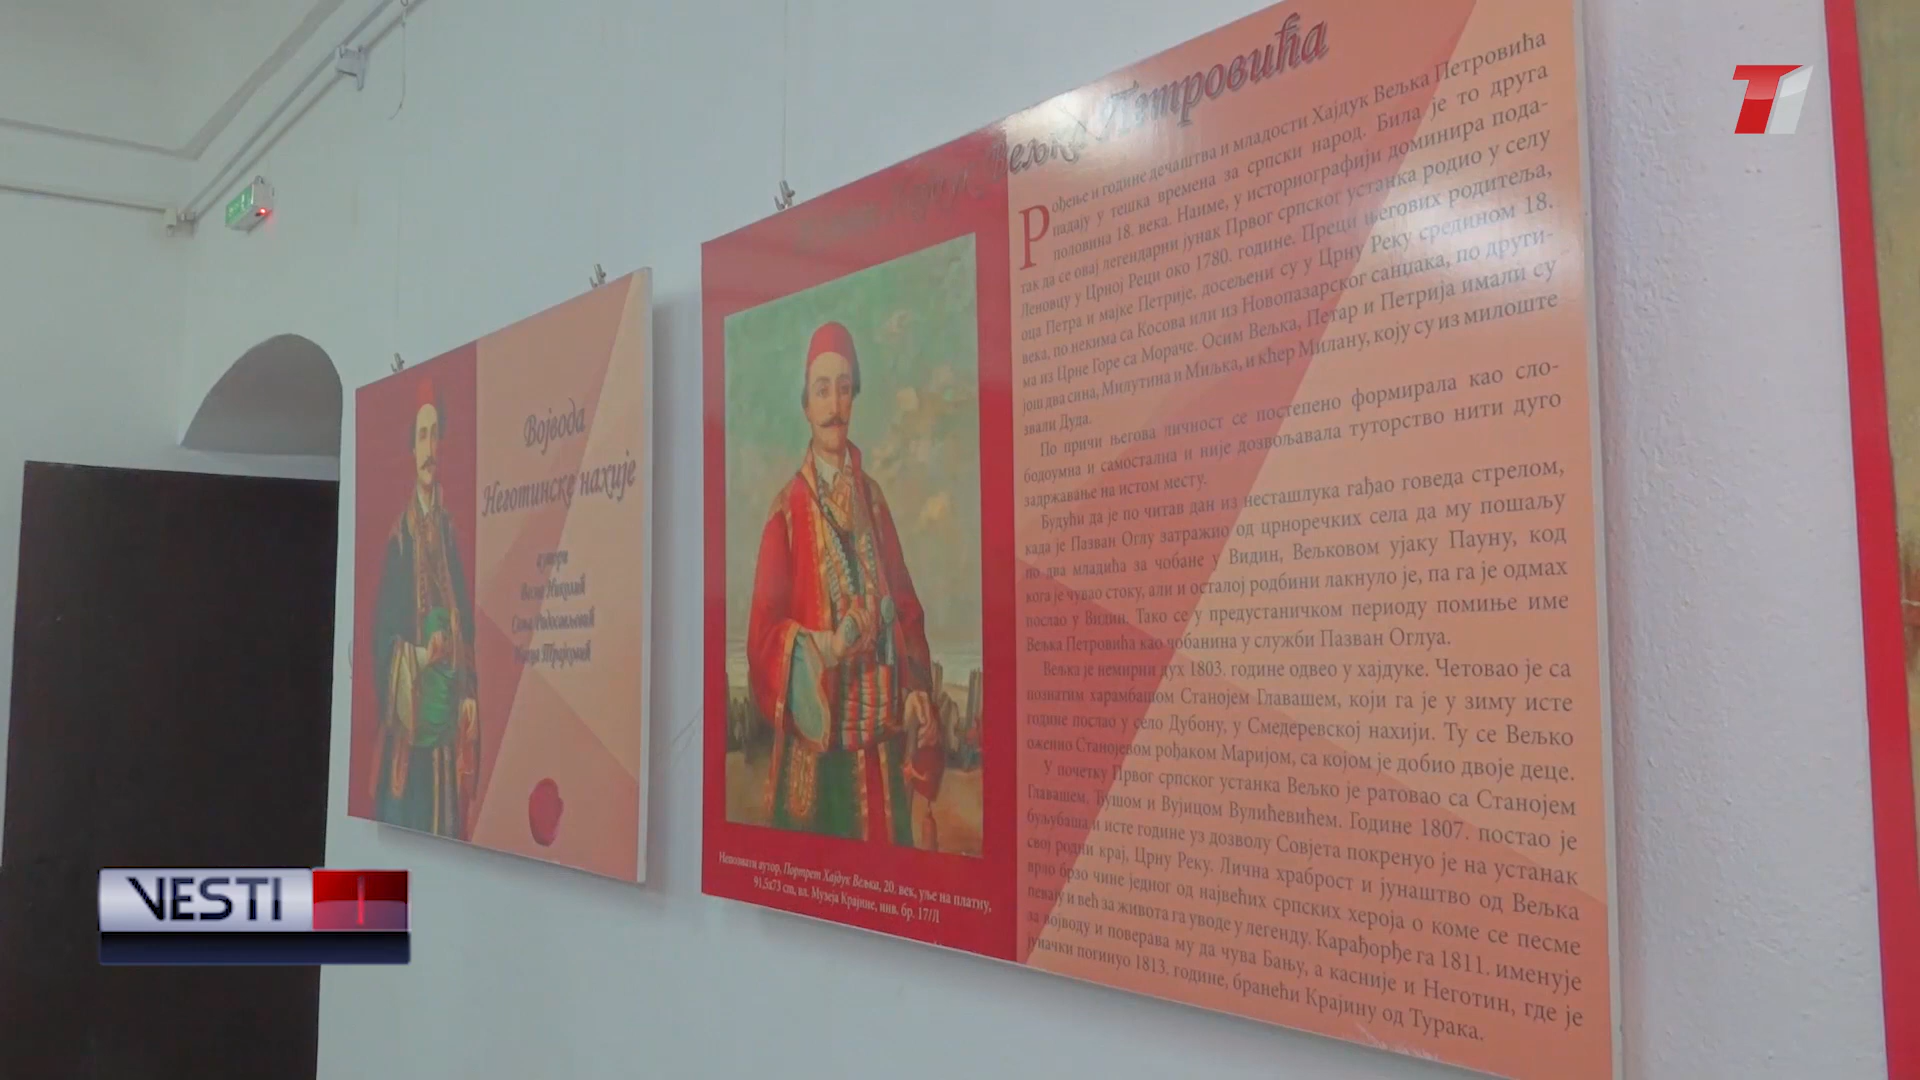 Војвода
Неготинске нахије
аутори
Весна Николић
Сања Радосављевић
Трајковић
Вељка Петровића
Рођење и године дечаштва и младости Хајдук Вељка Петровића
падају у тешка времена за српски народ. Била је то друга
половина 18. века. Наиме, у историографији доминира пода-
так да се овај легендарни јунак Првог српског устанка родио у селу
Леновцу у Црној Реци око 1780. године. Преци његових родитеља,
оца Петра и мајке Петрије, досељени су у Црну Реку средином 18.
века, по некима са Косова или из Новопазарског санџака, по други-
ма из Црне Горе са Мораче. Осим Вељка, Петар и Петрија имали су
још два сина, Милутина и Миљка, и кћер Милану, коју су из милоште
звали Дуда.
По причи његова личност се постепено формирала као сло-
бодоумна и самостална и није дозвољавала туторство нити дуго
задржавање на истом месту.
Будући да је по читав дан из несташлука гађао говеда стрелом,
када је Пазван Оглу затражио од црноречких села да му пошаљу
по два младића за чобане у Видин, Вељковом ујаку Пауну, код
кога је чувао стоку, али и осталој родбини лакнуло је, па га је одмах
послао у Видин. Тако се у предустаничком периоду помиње име
Вељка Петровића као чобанина у служби Пазван Оглуа.
Вељка је немирни дух 1803. године одвео у хајдуке. Четовао је са
познатим харамбашом Станојем Главашем, који га је у зиму исте
године послао у село Дубону, у Смедеревској нахији. Ту се Вељко
оженио Станојевом рођаком Маријом, са којом је добио двоје деце.
У почетку Првог српског устанка Вељко је ратовао са Станојем
Главашем, Ђушом и Вујицом Вулићевићем. Године 1807. постао је
буљубаша и исте године уз дозволу Совјета покренуо је на устанак
свој родни крај, Црну Реку. Лична храброст и јунаштво од Вељка
врло брзо чине једног од највећих српских хероја о коме се песме
певају и већ за живота га уводе у легенду. Карађорђе га 1811. именује
за војводу и поверава му да чува Бању, а касније и Неготин, где је
јуначки погинуо 1813. године, бранећи Крајину од Турака.
Непознати аутор, Портрет Хајдук Вељка, 20. век, уље на платну,
91,5x73 cm, вл. Музеја Крајине, инв. бр. 17/Л
VESTI 1
T1